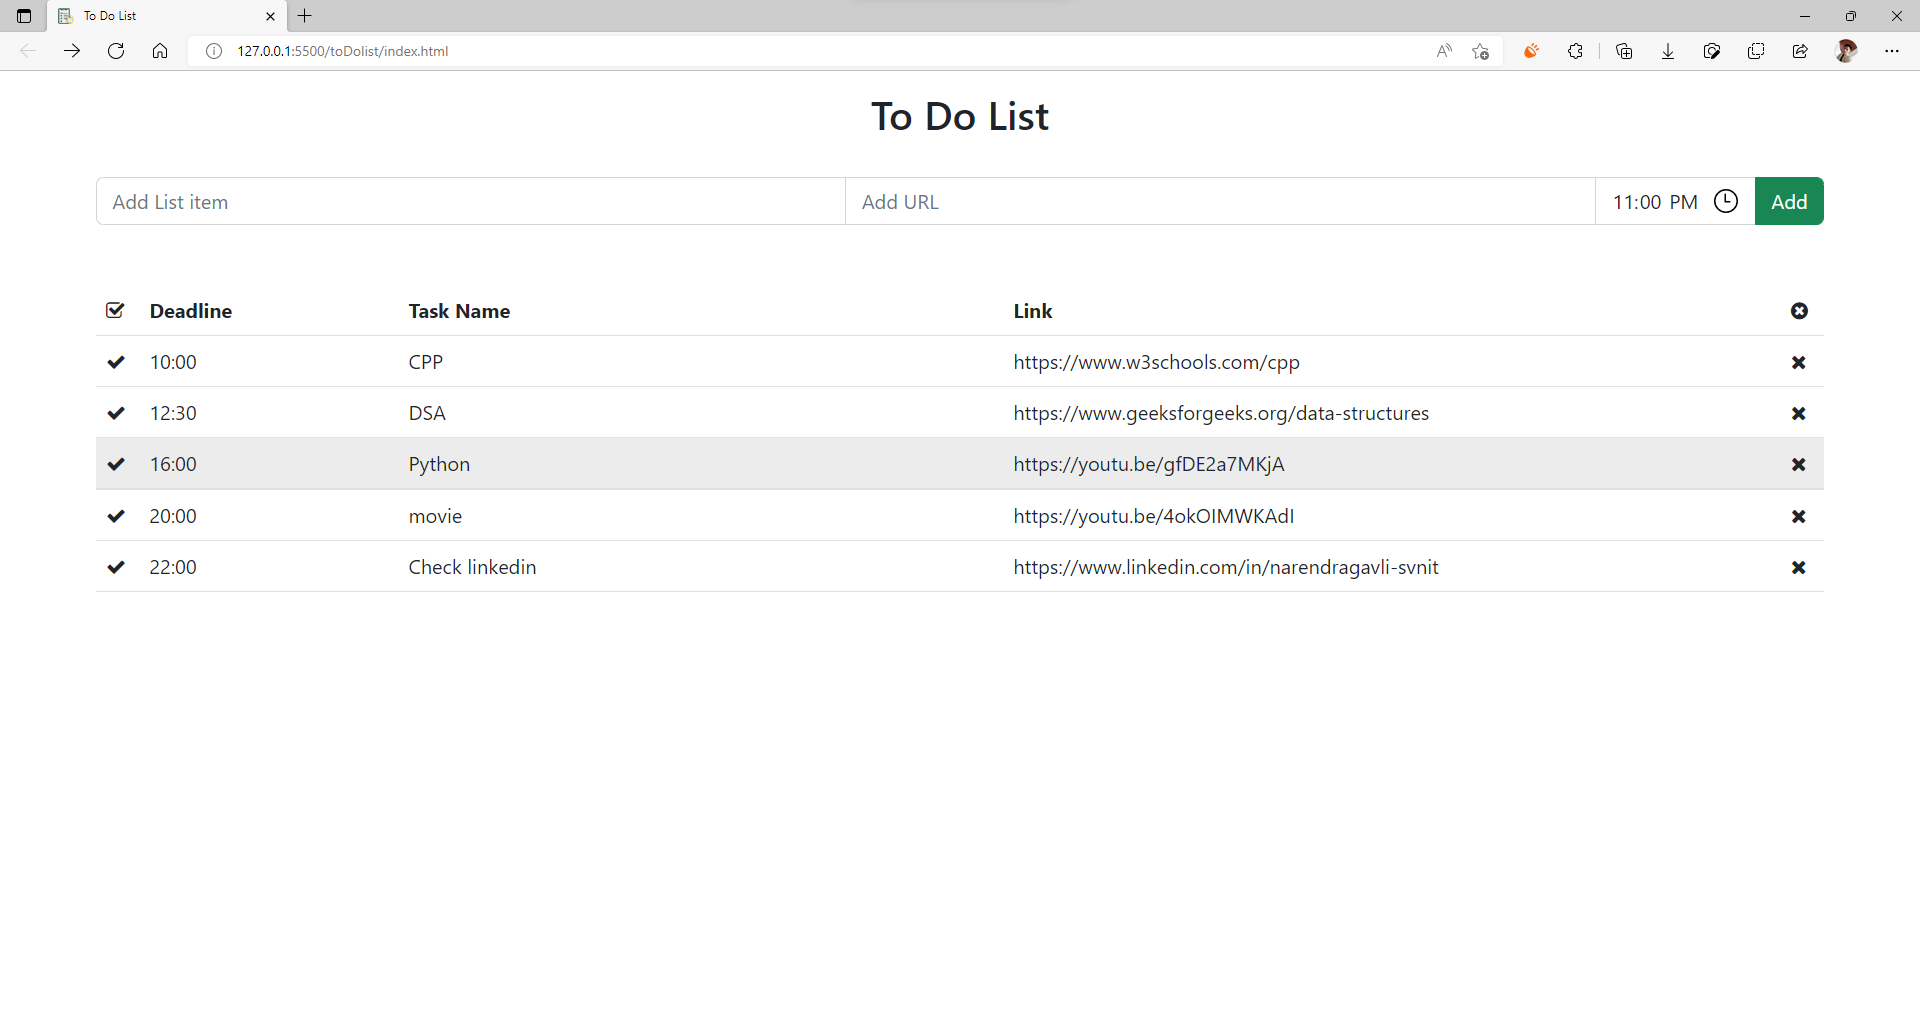 To Do List
127.0.0.1:5500/toDolist/index.html
To Do List
Add List item Add URL 11:00 PM Add
Deadline Task Name Link
10:00 CPP https://www.w3schools.com/cpp
12:30 DSA https://www.geeksforgeeks.org/data-structures
16:00 Python https://youtu.be/gfDE2a7MKjA
20:00 movie https://youtu.be/4okOIMWKAdI
22:00 Check linkedin https://www.linkedin.com/in/narendragavli-svnit